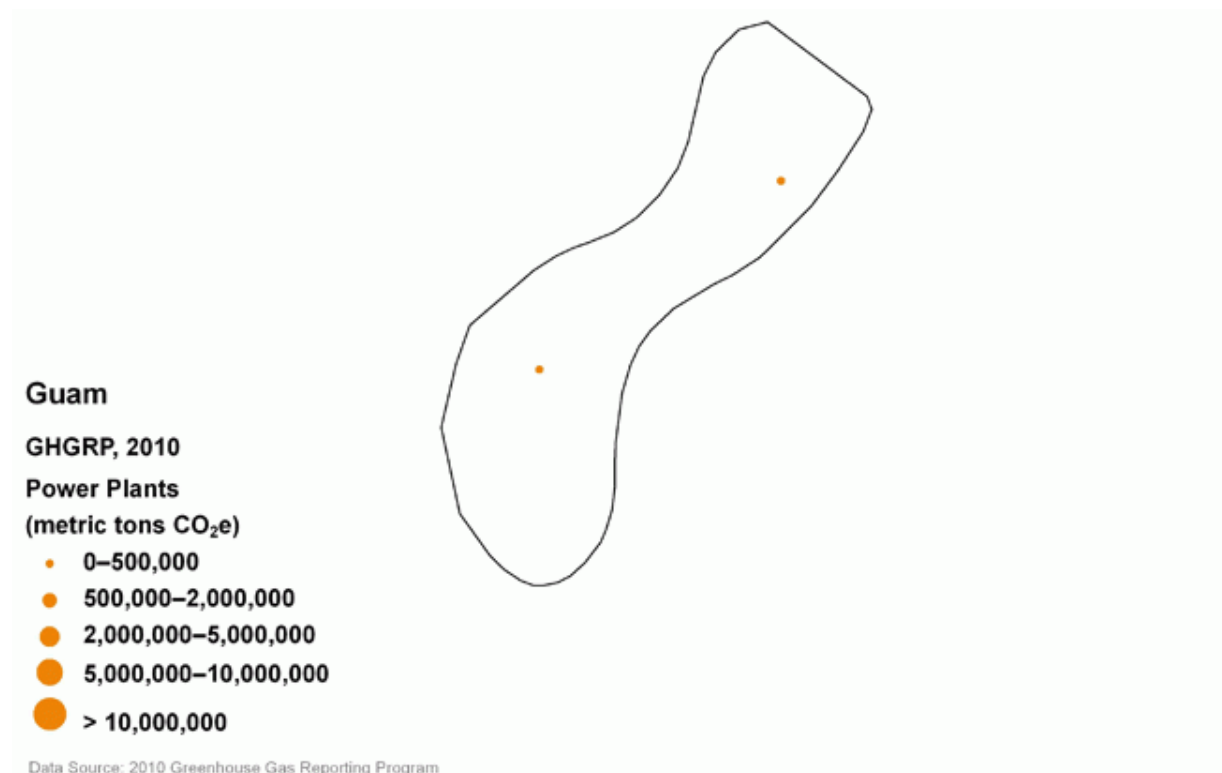 Guam
GHGRP, 2010
Power Plants
(metric tons CO₂e)
0–500,000
500,000–2,000,000
2,000,000–5,000,000
5,000,000–10,000,000
> 10,000,000
Data Source: 2010 Greenhouse Gas Reporting Program